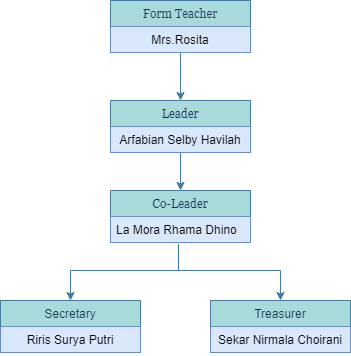 Form Teacher
Mrs.Rosita
Leader
Arfabian Selby Havilah
Co-Leader
La Mora Rhama Dhino
Secretary
Riris Surya Putri
Treasurer
Sekar Nirmala Choirani